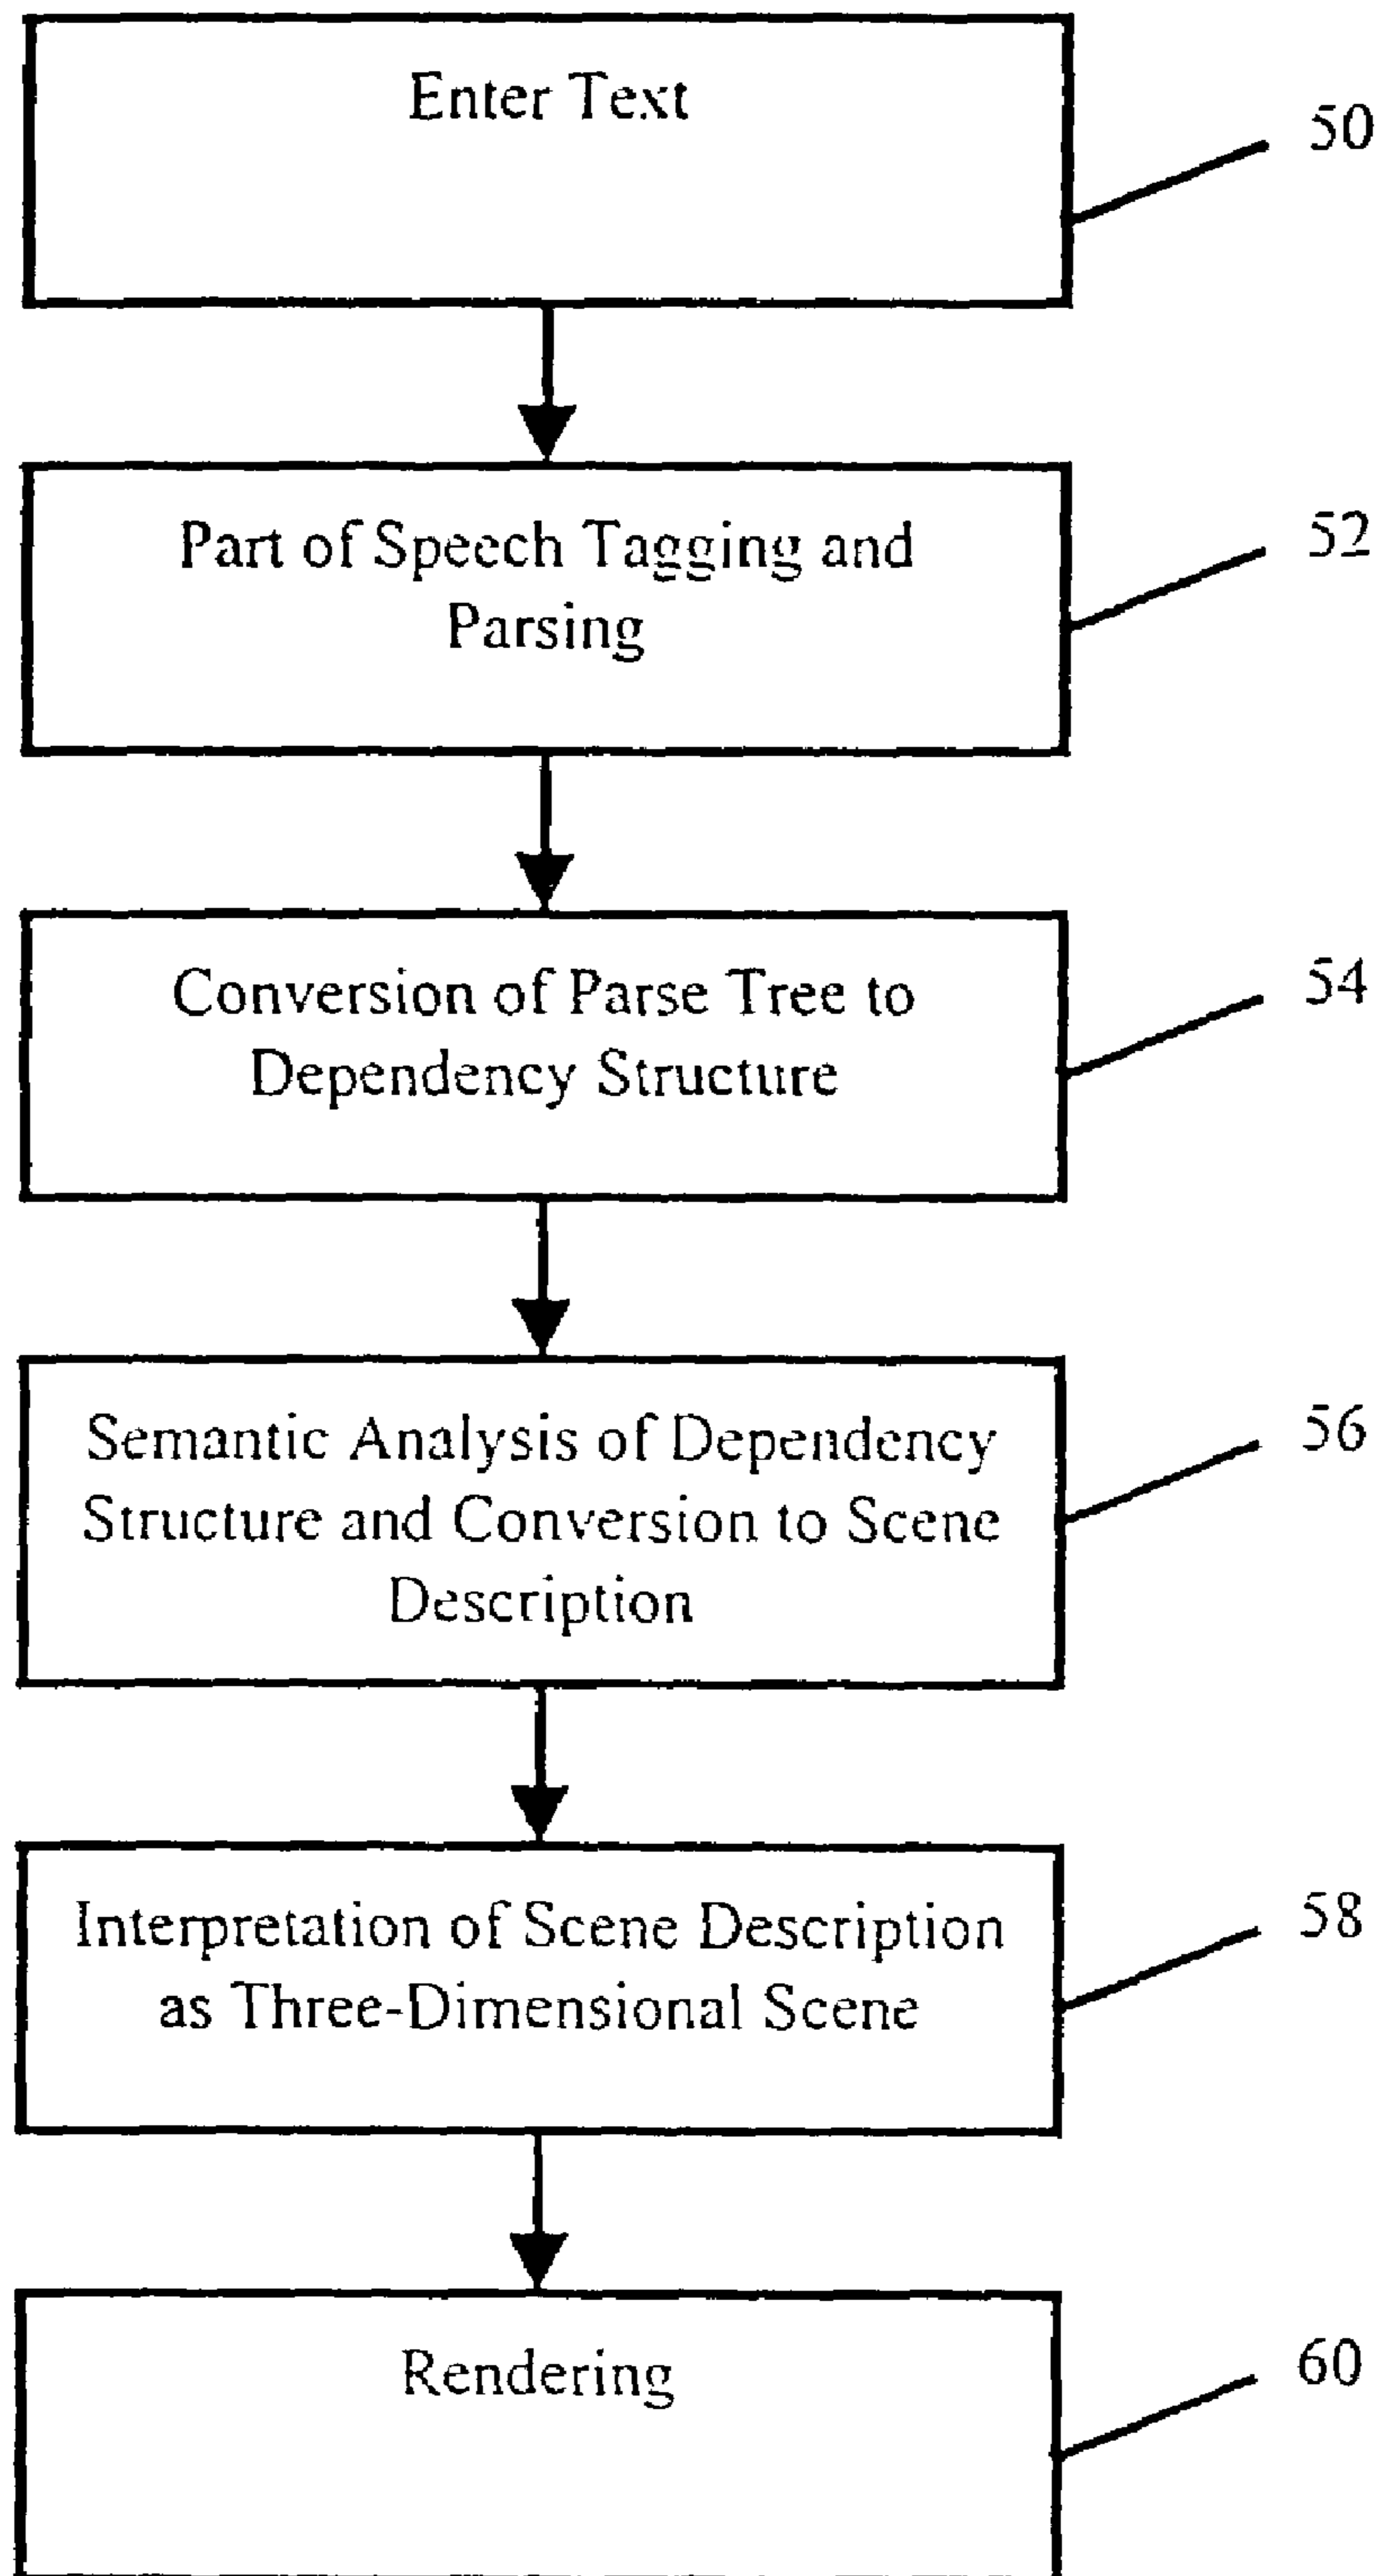 Enter Text
50
Part of Speech Tagging and
Parsing
52
Conversion of Parse Tree to
Dependency Structure
54
Semantic Analysis of Dependency
Structure and Conversion to Scene
Description
56
Interpretation of Scene Description
as Three-Dimensional Scene
58
Rendering
60